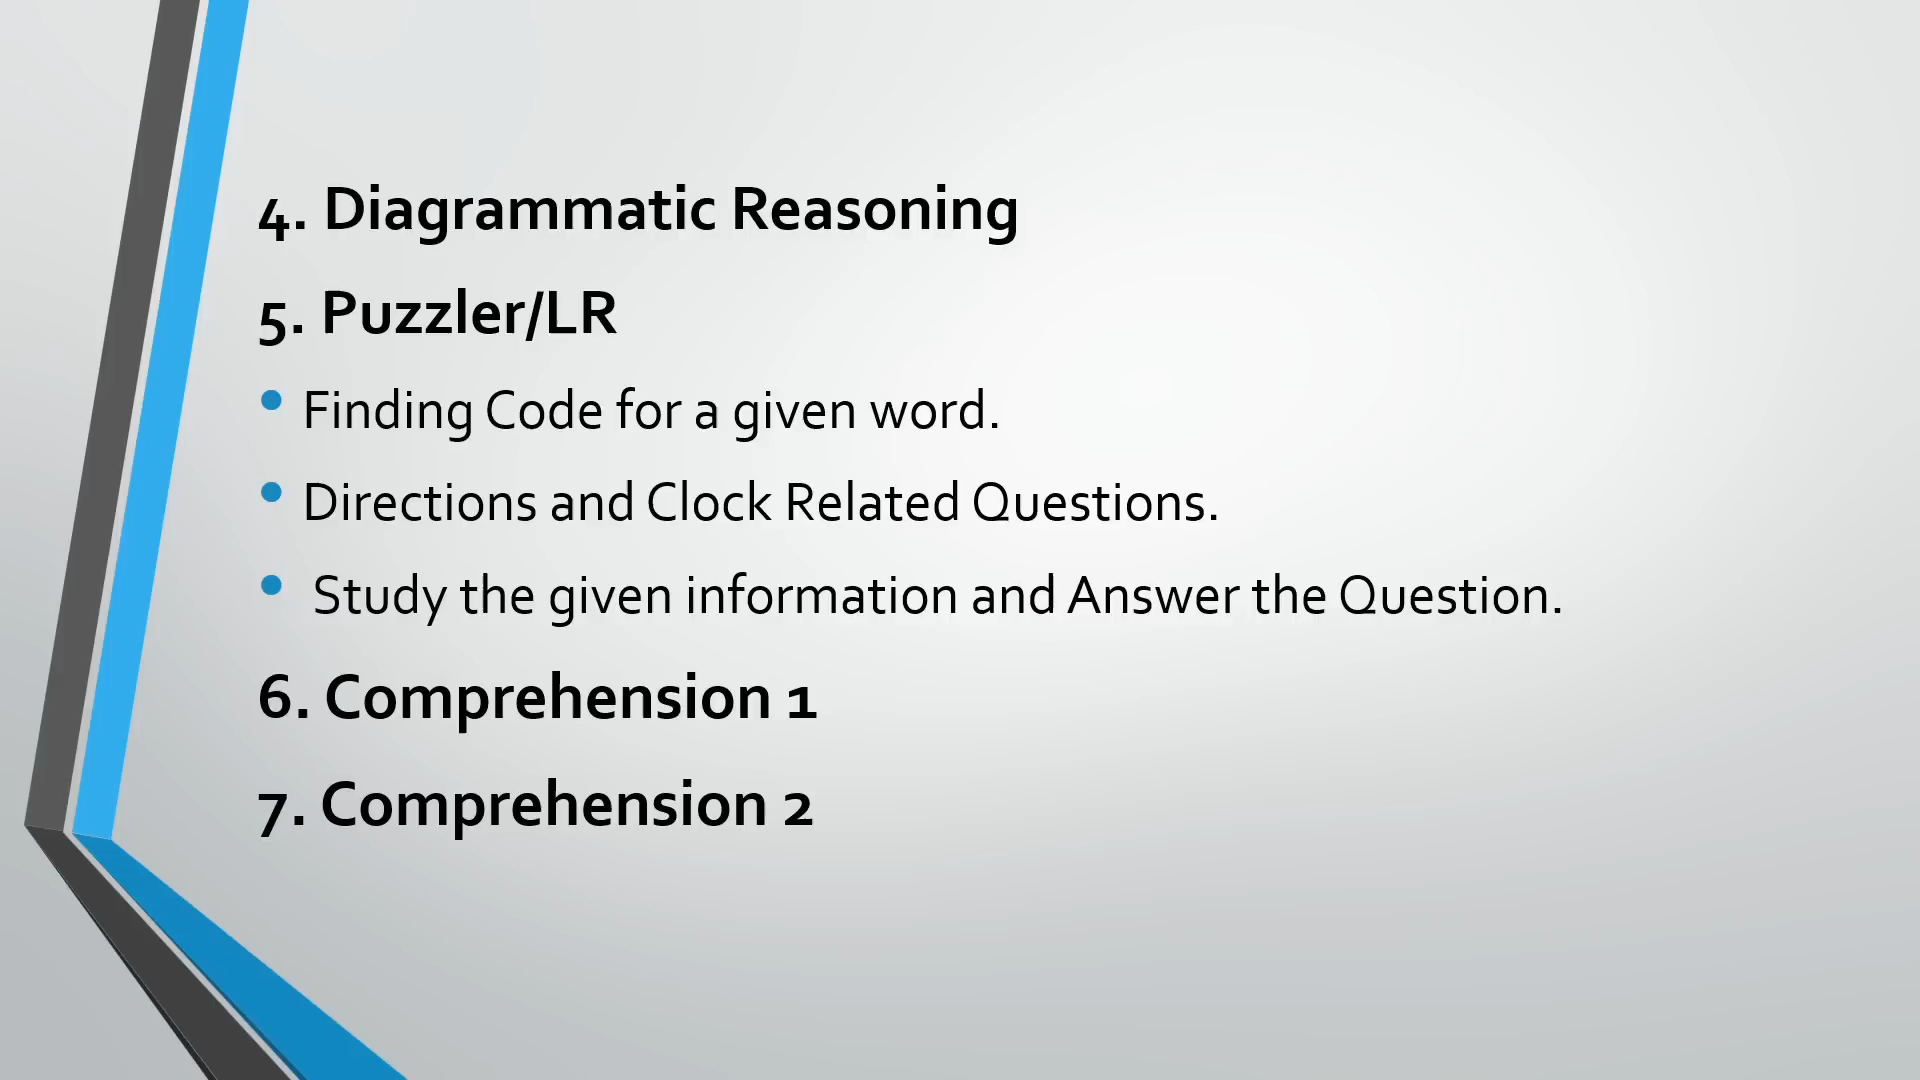 4. Diagrammatic Reasoning
5. Puzzler/LR
• Finding Code for a given word.
• Directions and Clock Related Questions.
• Study the given information and Answer the Question.
6. Comprehension 1
7. Comprehension 2